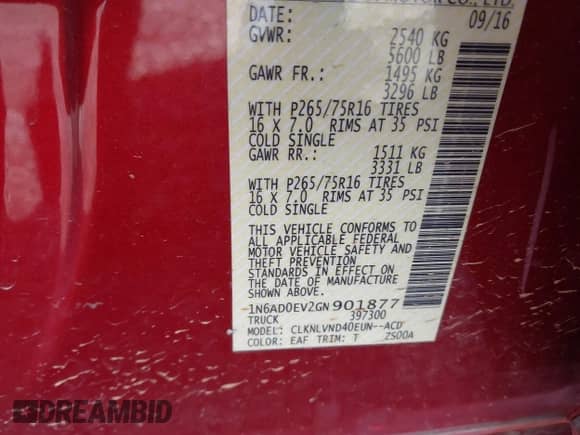 MOTOR CO., LTD.
DATE: 09/16
GVWR: 2540 KG
5600 LB
GAWR FR.: 1495 KG
3296 LB
WITH P265/75R16 TIRES
16 X 7.0 RIMS AT 35 PSI
COLD SINGLE
GAWR RR.: 1511 KG
3331 LB
WITH P265/75R16 TIRES
16 X 7.0 RIMS AT 35 PSI
COLD SINGLE
THIS VEHICLE CONFORMS TO
ALL APPLICABLE FEDERAL
MOTOR VEHICLE SAFETY AND
THEFT PREVENTION
STANDARDS IN EFFECT ON
THE DATE OF MANUFACTURE SHOWN
ABOVE.
1N6AD0EV2GN901877
TRUCK 397300
MODEL: CLKNLVND40EUN--ACD
COLOR: EAF TRIM: T ZS00A
DREAMBID